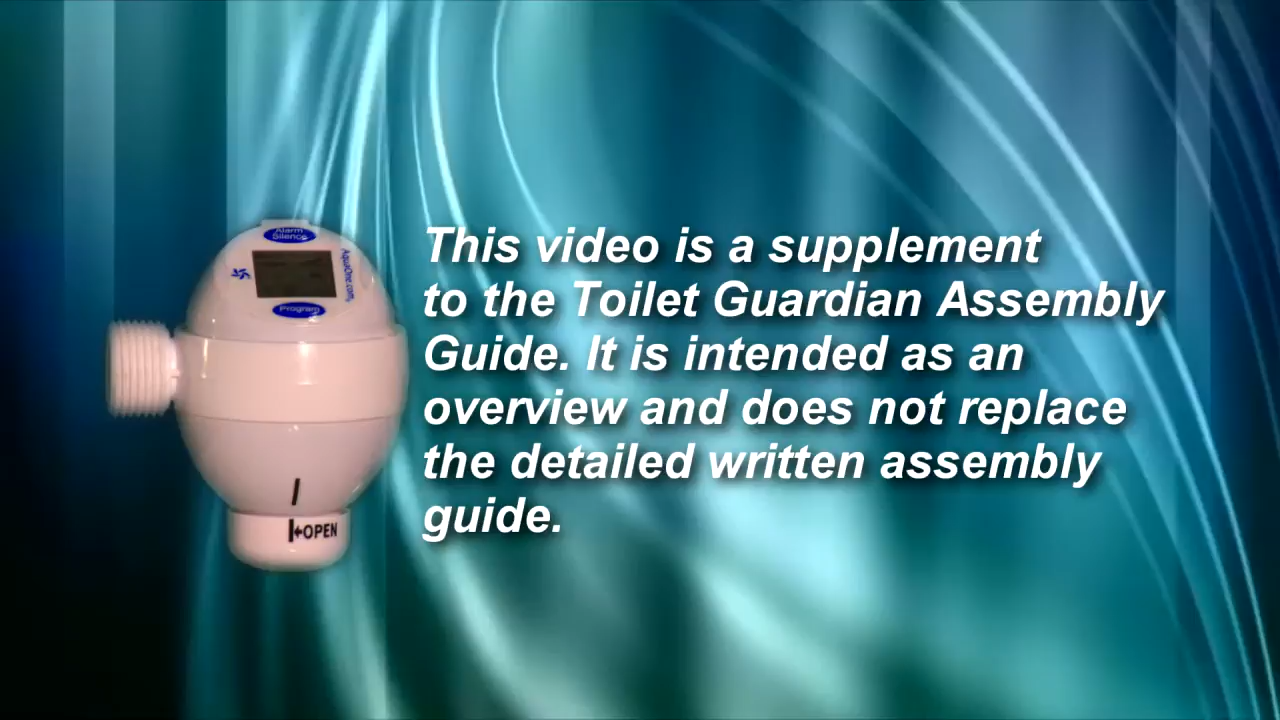 Alarm
Silence
AquaOne.com
Program
OPEN
This video is a supplement
to the Toilet Guardian Assembly
Guide. It is intended as an
overview and does not replace
the detailed written assembly
guide.